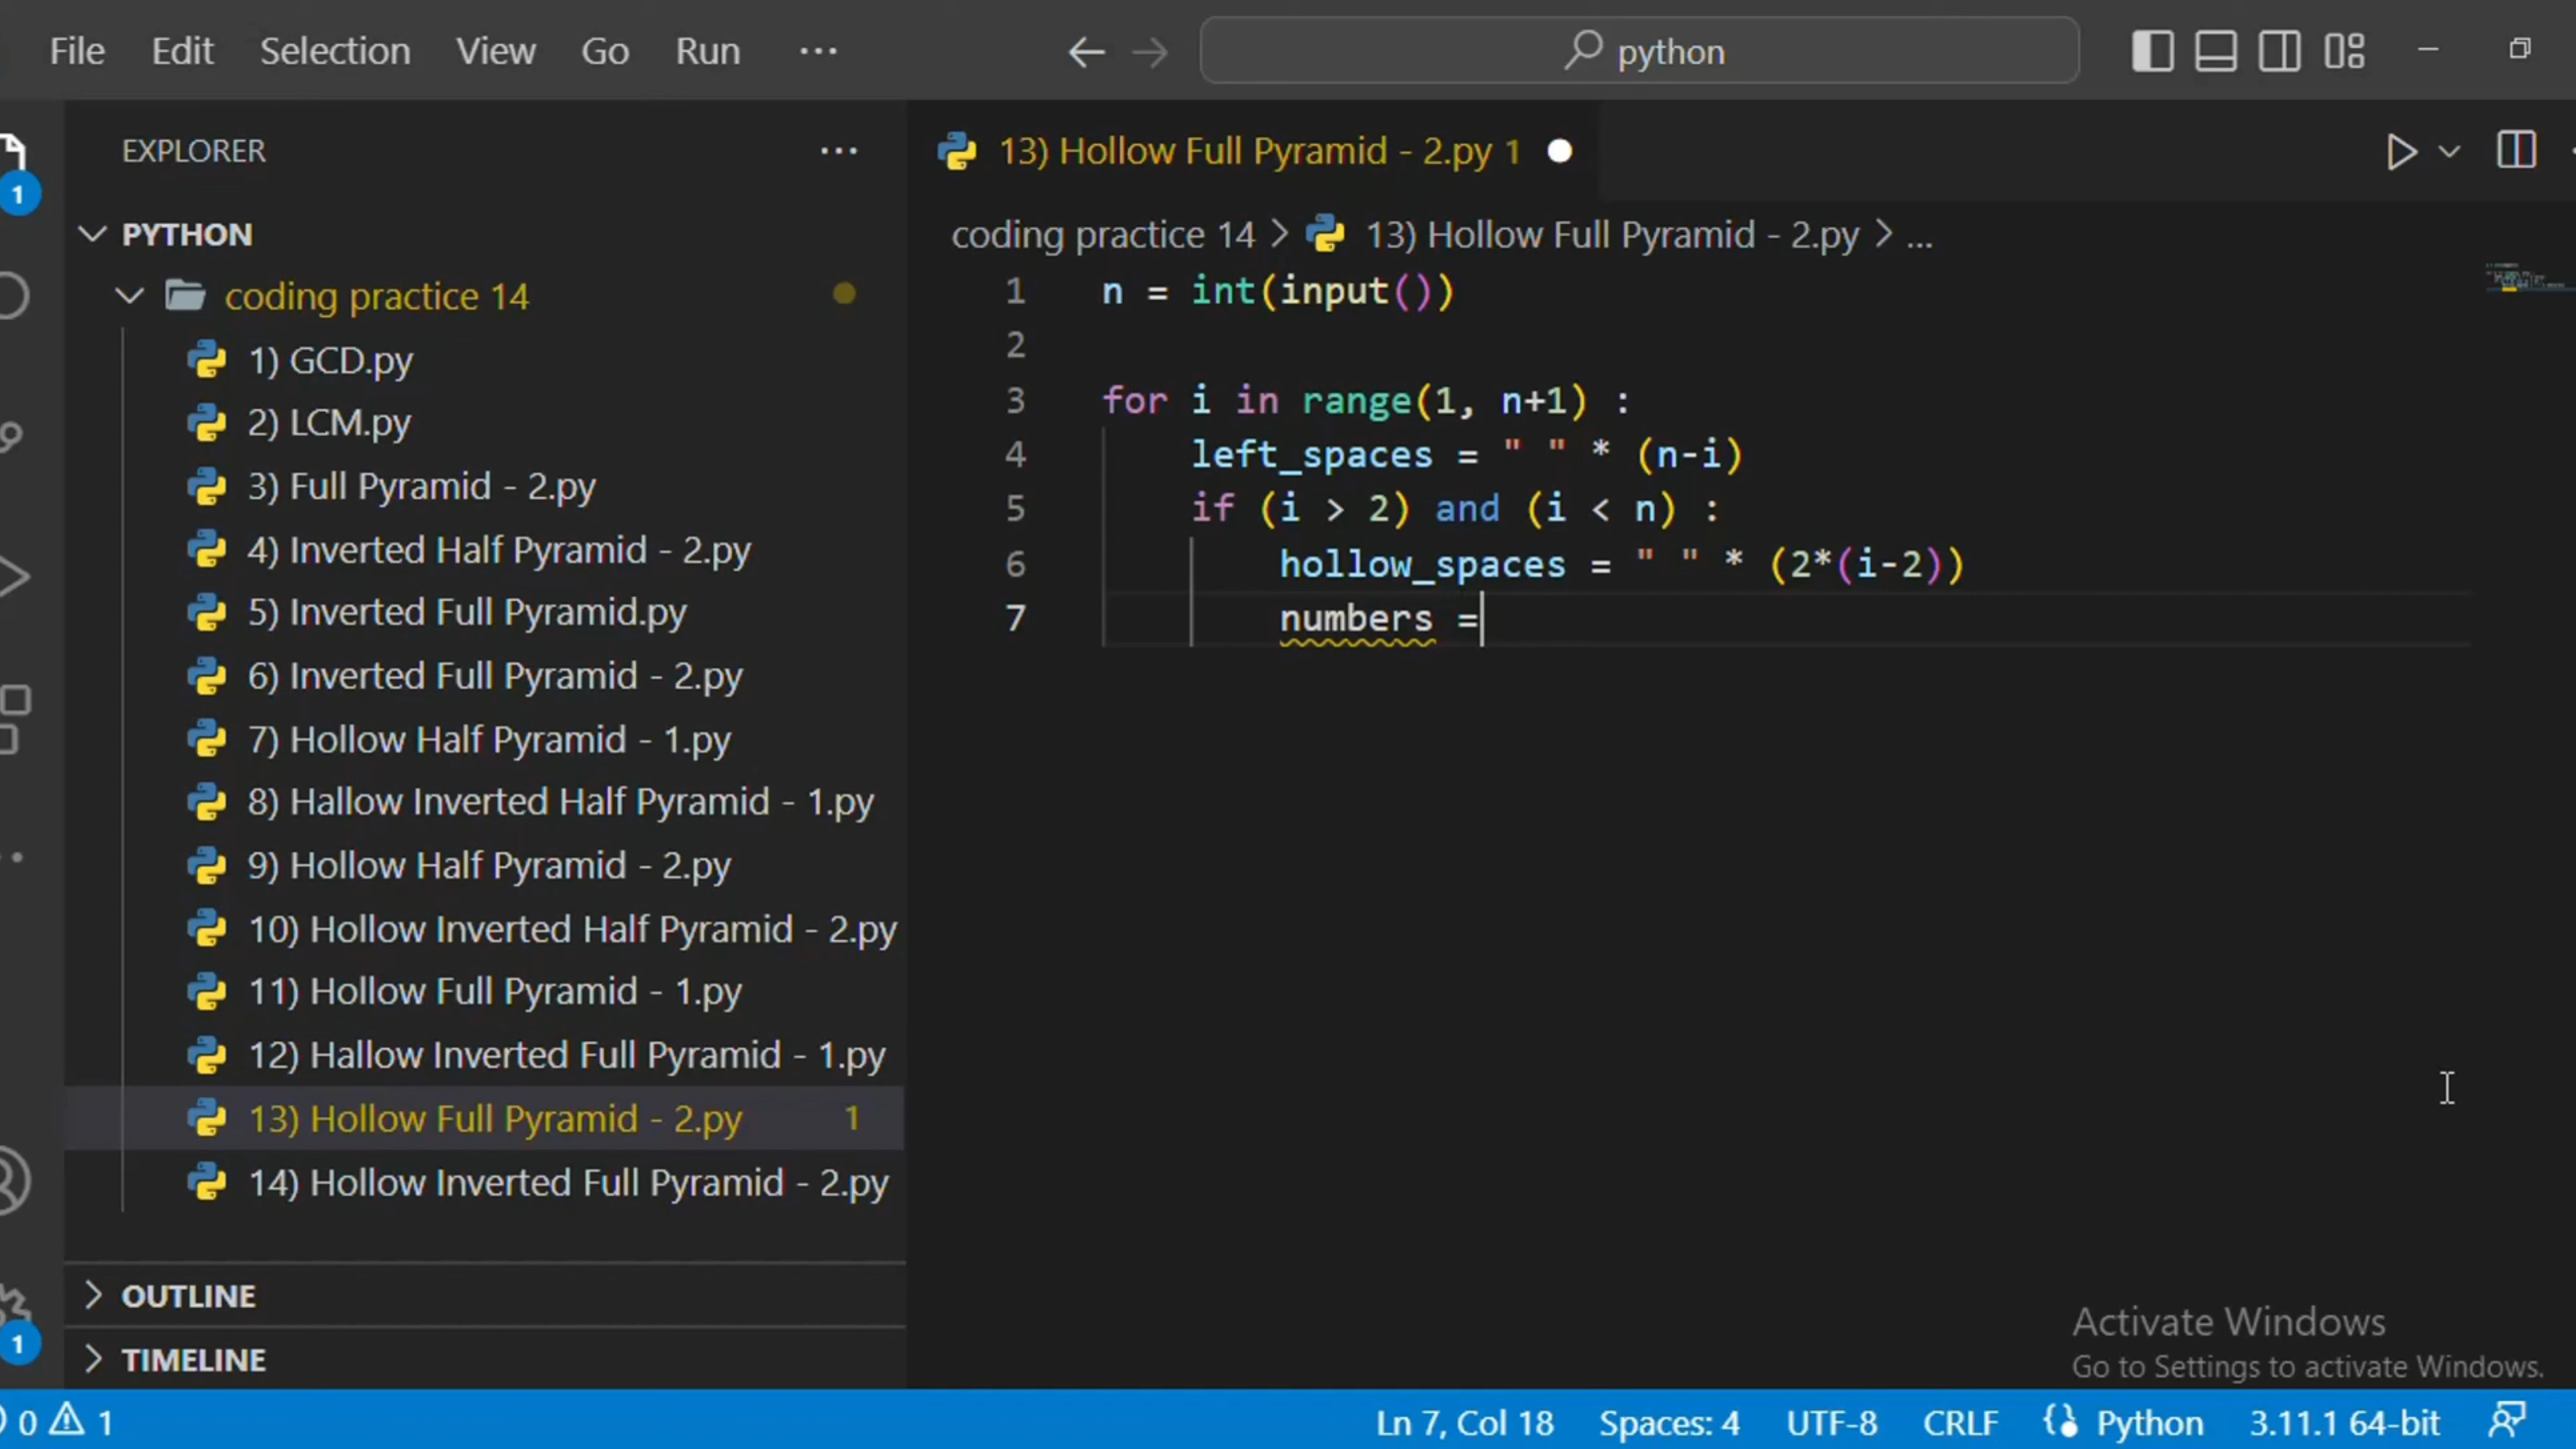 File Edit Selection View Go Run ...
python
EXPLORER ...
13) Hollow Full Pyramid - 2.py 1
1
PYTHON
coding practice 14 > 13) Hollow Full Pyramid - 2.py > ...
coding practice 14
1) GCD.py
2) LCM.py
3) Full Pyramid - 2.py
4) Inverted Half Pyramid - 2.py
5) Inverted Full Pyramid.py
6) Inverted Full Pyramid - 2.py
7) Hollow Half Pyramid - 1.py
8) Hallow Inverted Half Pyramid - 1.py
9) Hollow Half Pyramid - 2.py
10) Hollow Inverted Half Pyramid - 2.py
11) Hollow Full Pyramid - 1.py
12) Hallow Inverted Full Pyramid - 1.py
13) Hollow Full Pyramid - 2.py 1
14) Hollow Inverted Full Pyramid - 2.py
OUTLINE
1
TIMELINE
1 n = int(input())
2
3 for i in range(1, n+1) :
4     left_spaces = " " * (n-i)
5     if (i > 2) and (i < n) :
6         hollow_spaces = " " * (2*(i-2))
7         numbers =
Activate Windows
Go to Settings to activate Windows.
0 1 Ln 7, Col 18 Spaces: 4 UTF-8 CRLF Python 3.11.1 64-bit